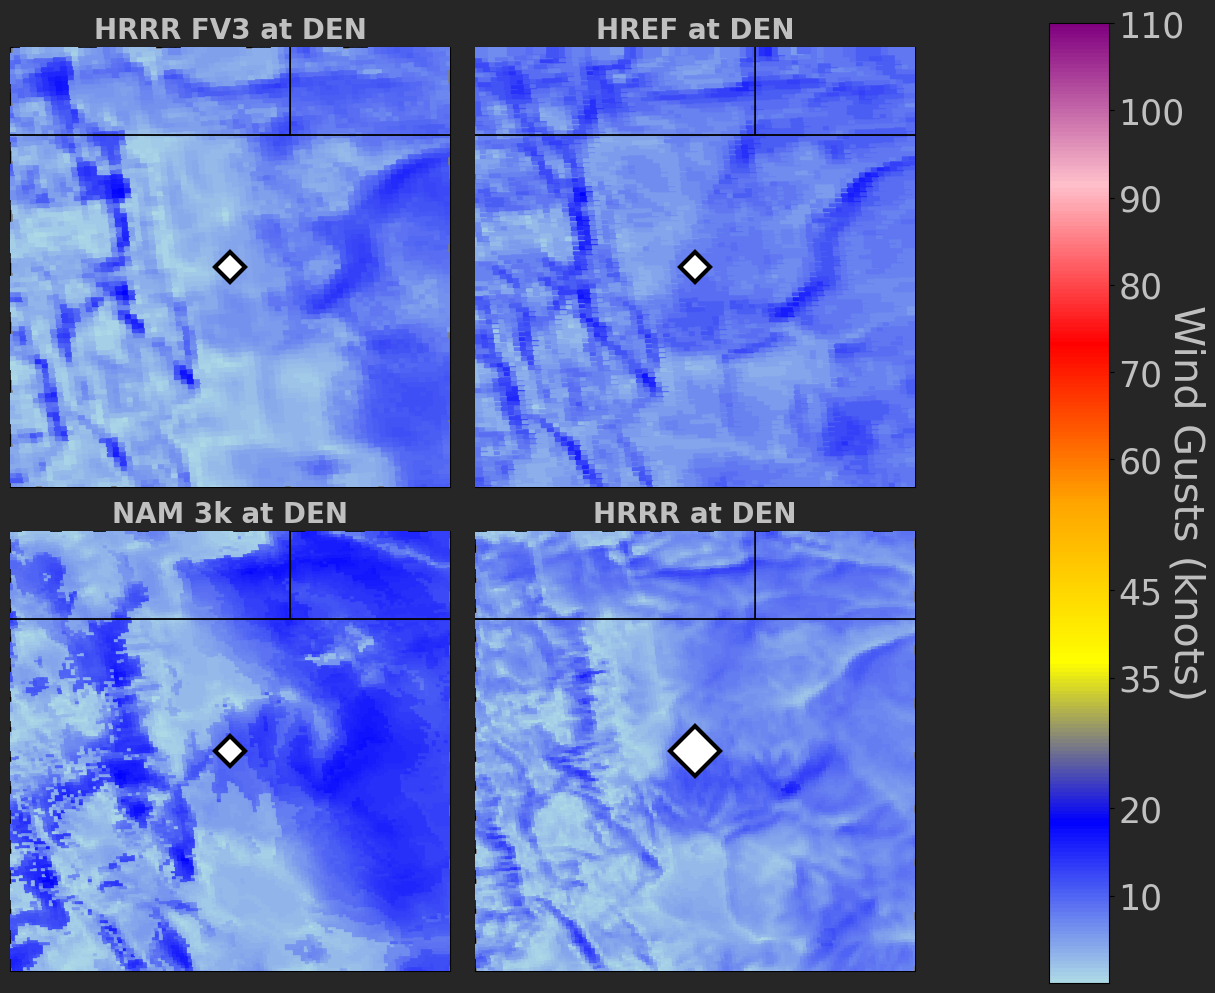 HRRR FV3 at DEN
HREF at DEN
NAM 3k at DEN
HRRR at DEN
110
100
90
80
70
60
45
35
20
10
Wind Gusts (knots)